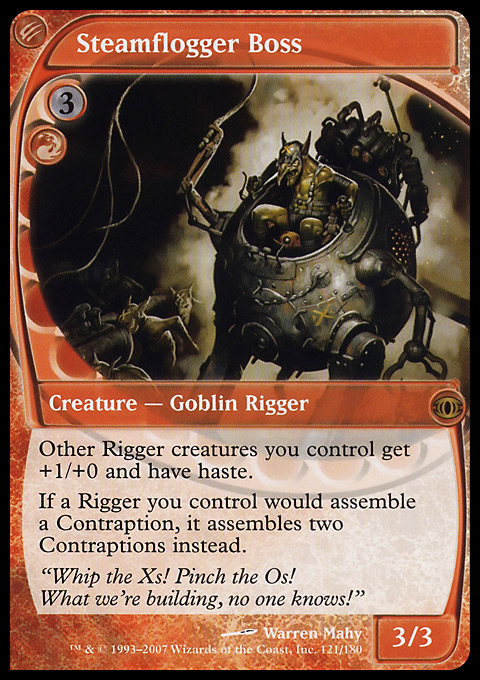 Steamflogger Boss
3
Creature — Goblin Rigger
Other Rigger creatures you control get
+1/+0 and have haste.
If a Rigger you control would assemble
a Contraption, it assembles two
Contraptions instead.
“Whip the Xs! Pinch the Os!
What we’re building, no one knows!”
Warren Mahy
™ & © 1993–2007 Wizards of the Coast, Inc. 121/180
3/3